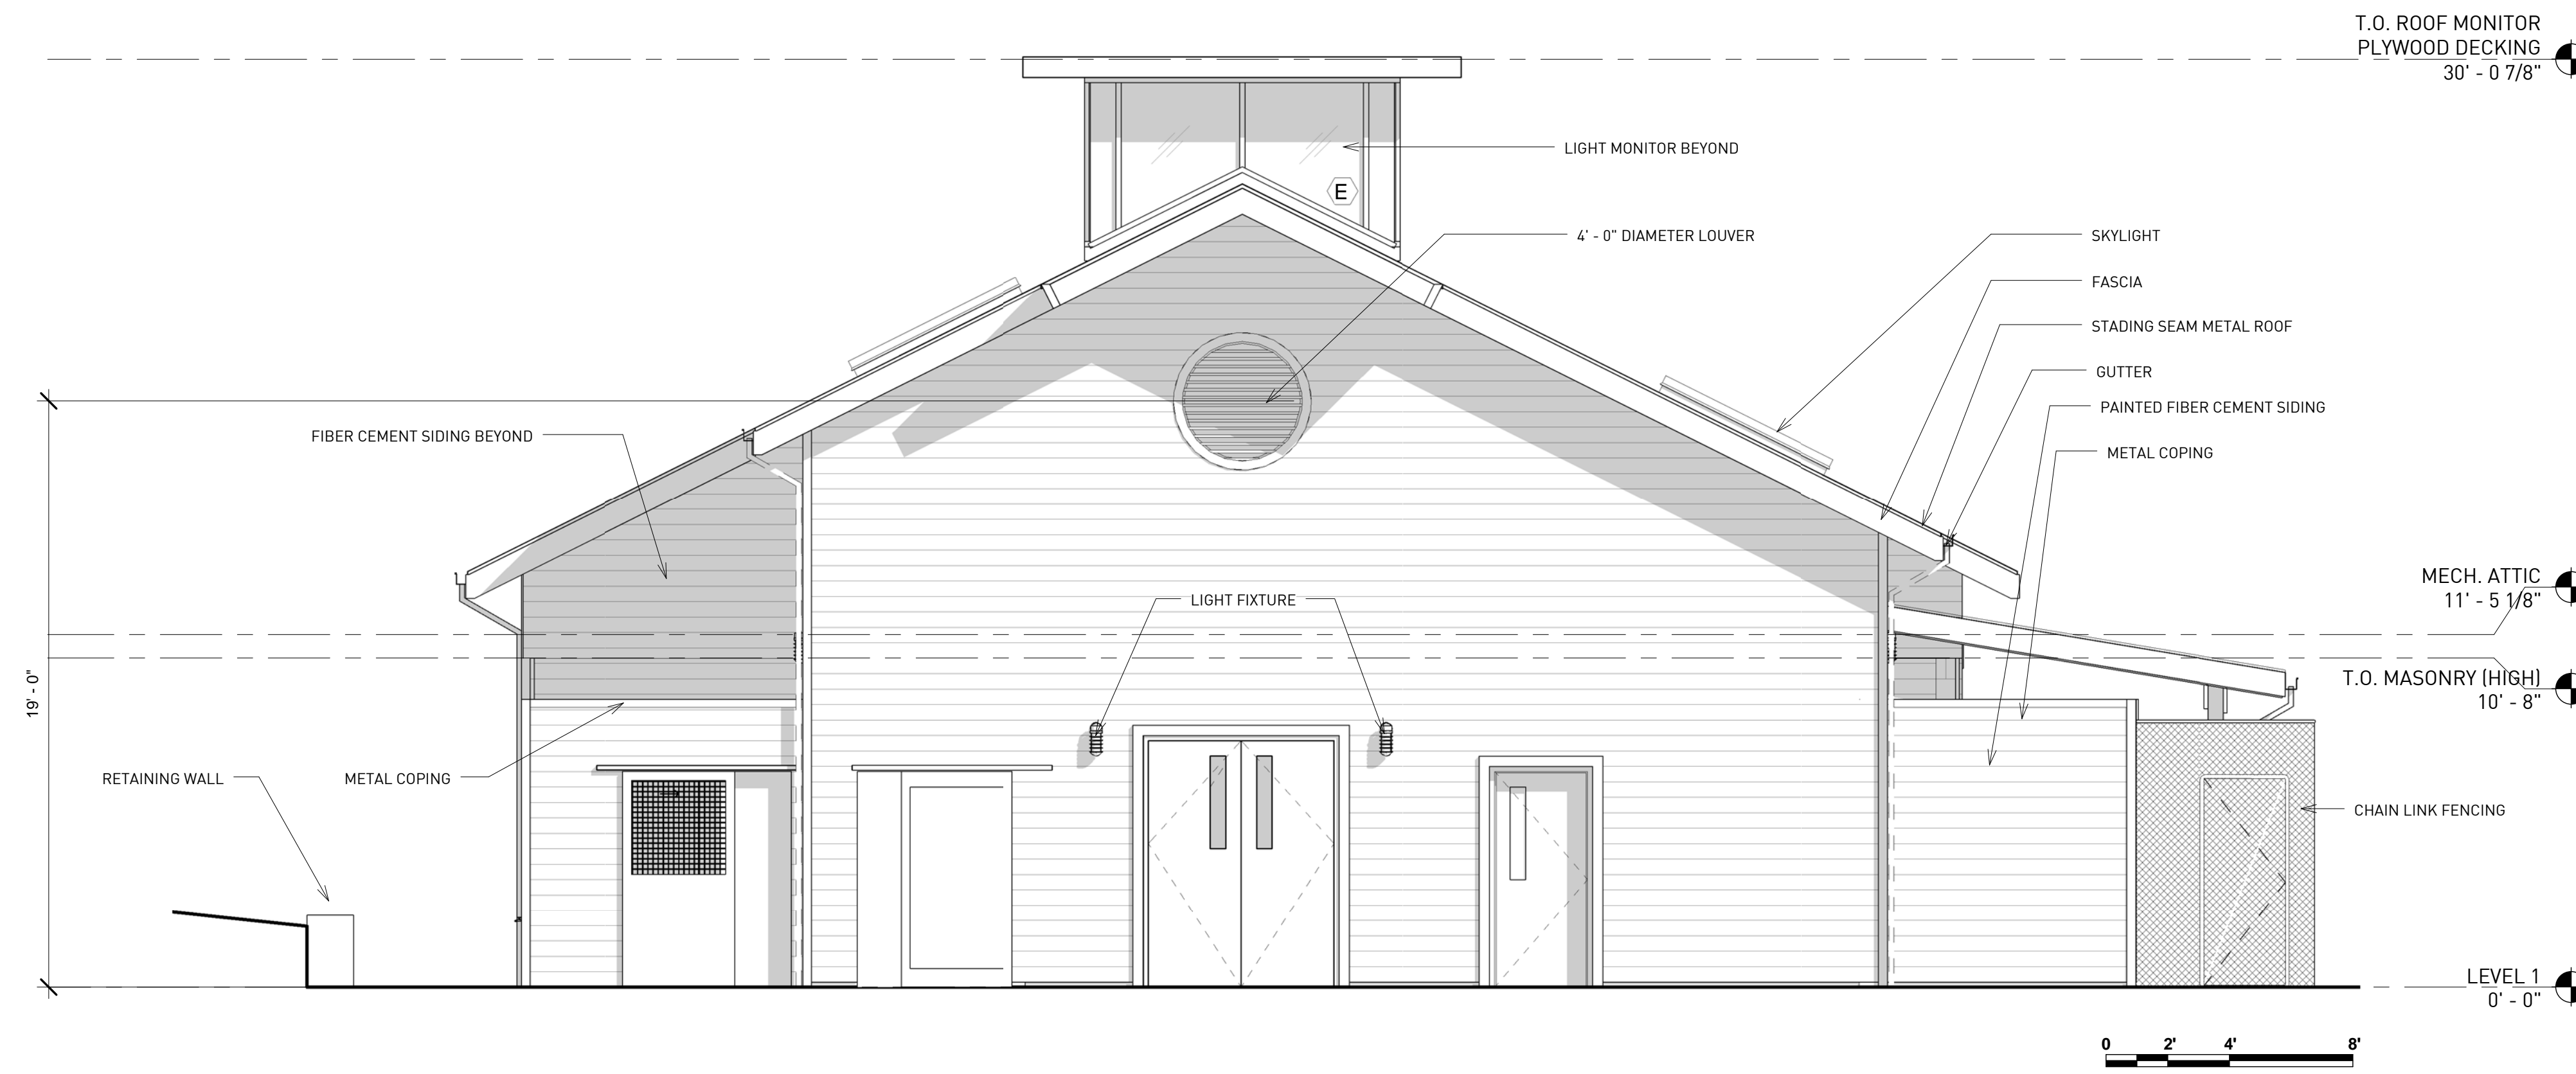 T.O. ROOF MONITOR
PLYWOOD DECKING
30' - 0 7/8"
LIGHT MONITOR BEYOND
E
4' - 0" DIAMETER LOUVER
SKYLIGHT
FASCIA
STADING SEAM METAL ROOF
GUTTER
PAINTED FIBER CEMENT SIDING
FIBER CEMENT SIDING BEYOND
METAL COPING
MECH. ATTIC
11' - 5 1/8"
LIGHT FIXTURE
T.O. MASONRY (HIGH)
10' - 8"
19' - 0"
RETAINING WALL
METAL COPING
CHAIN LINK FENCING
LEVEL 1
0' - 0"
0 2' 4' 8'